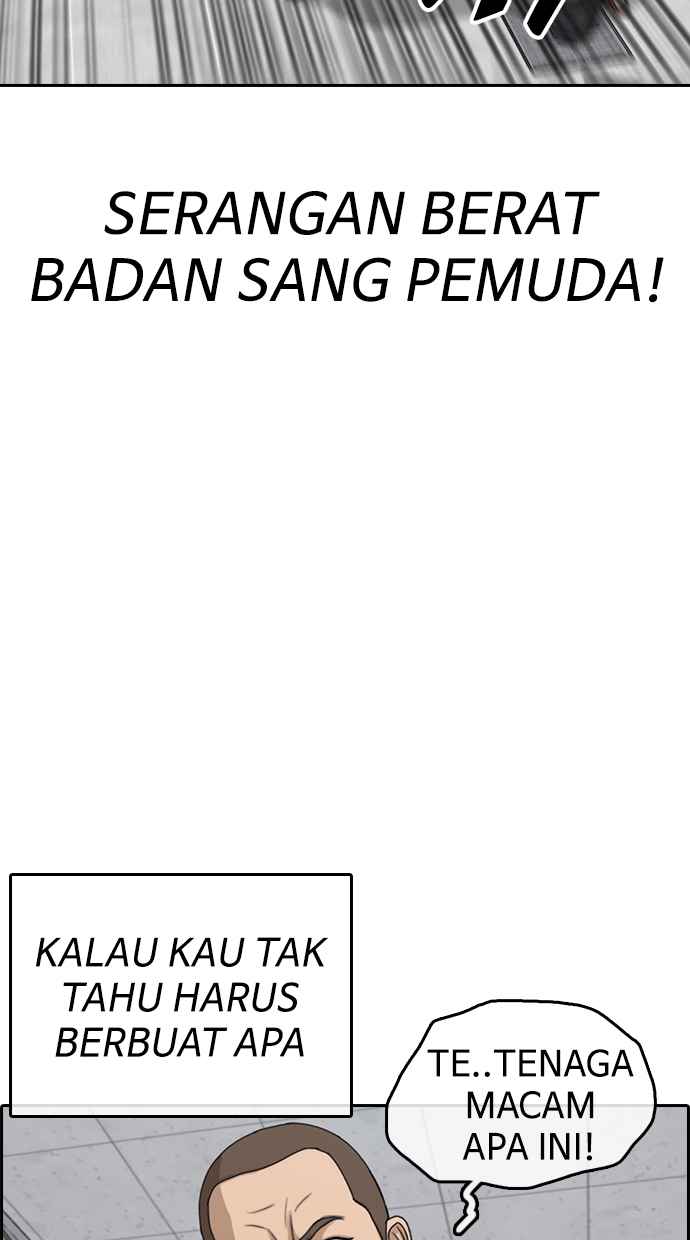 SERANGAN BERAT
BADAN SANG PEMUDA!
KALAU KAU TAK
TAHU HARUS
BERBUAT APA
TE..TENAGA
MACAM
APA INI!